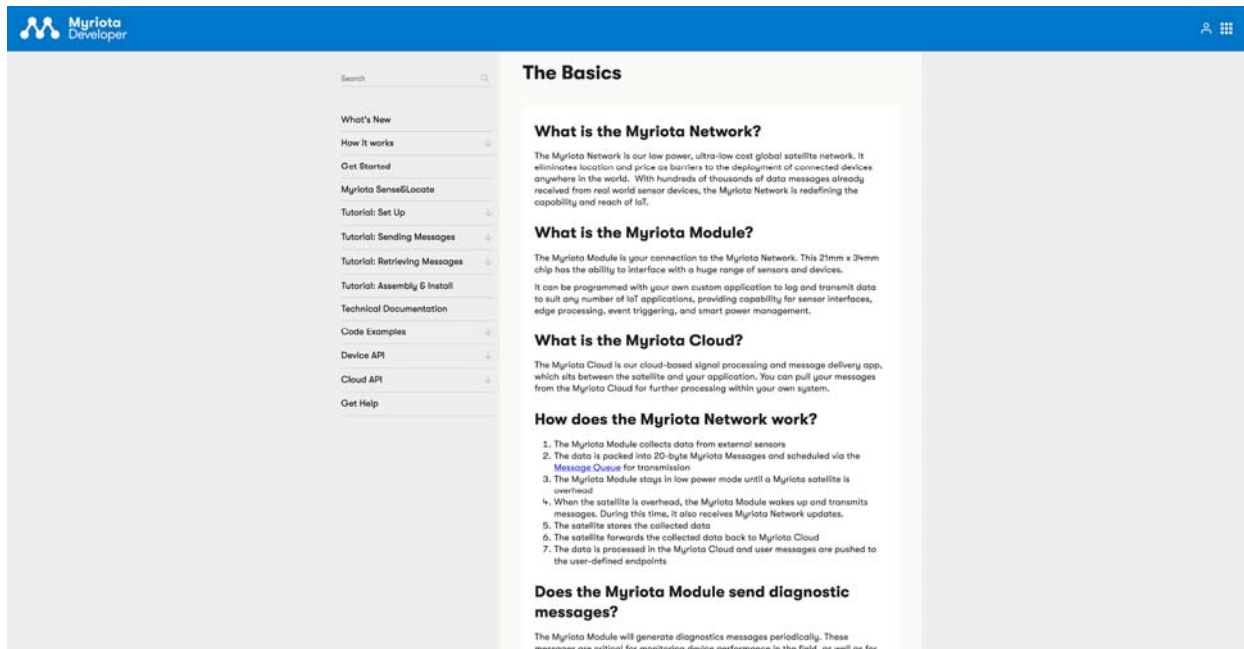 Myriota
Developer
Search
What's New
How it works
Get Started
Myriota Sense&Locate
Tutorial: Set Up
Tutorial: Sending Messages
Tutorial: Retrieving Messages
Tutorial: Assembly & Install
Technical Documentation
Code Examples
Device API
Cloud API
Get Help
The Basics
What is the Myriota Network?
The Myriota Network is our low power, ultra-low cost global satellite network. It
eliminates location and price as barriers to the deployment of connected devices
anywhere in the world. With hundreds of thousands of data messages already
received from real world sensor devices, the Myriota Network is redefining the
capability and reach of IoT.
What is the Myriota Module?
The Myriota Module is your connection to the Myriota Network. This 21mm x 34mm
chip has the ability to interface with a huge range of sensors and devices.
It can be programmed with your own custom application to log and transmit data
to suit any number of IoT applications, providing capability for sensor interfaces,
edge processing, event triggering, and smart power management.
What is the Myriota Cloud?
The Myriota Cloud is our cloud-based signal processing and message delivery app,
which sits between the satellite and your application. You can pull your messages
from the Myriota Cloud for further processing within your own system.
How does the Myriota Network work?
1. The Myriota Module collects data from external sensors
2. The data is packed into 20-byte Myriota Messages and scheduled via the
Message Queue for transmission
3. The Myriota Module stays in low power mode until a Myriota satellite is
overhead
4. When the satellite is overhead, the Myriota Module wakes up and transmits
messages. During this time, it also receives Myriota Network updates.
5. The satellite stores the collected data
6. The satellite forwards the collected data back to Myriota Cloud
7. The data is processed in the Myriota Cloud and user messages are pushed to
the user-defined endpoints
Does the Myriota Module send diagnostic
messages?
The Myriota Module will generate diagnostics messages periodically. These
messages are critical for monitoring device performance in the field, as well as for